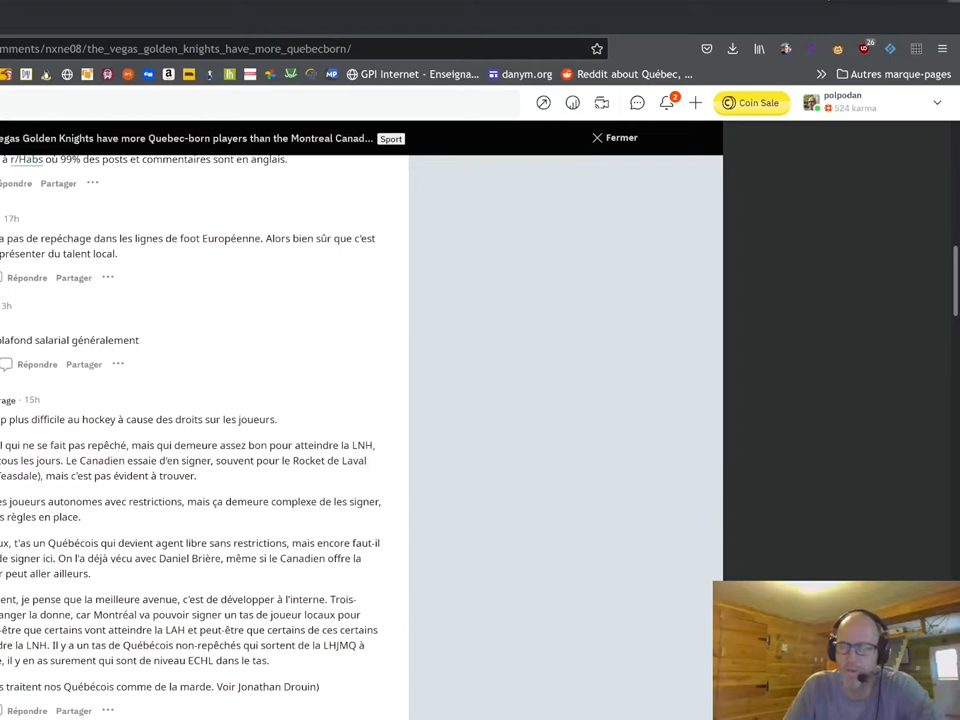 mments/nxne08/the_vegas_golden_knights_have_more_quebecborn/
26
GPI Internet - Enseigna...
danym.org
Reddit about Québec, ...
Autres marque-pages
2
Coin Sale
polpodan
524 karma
egas Golden Knights have more Quebec-born players than the Montreal Canad...
Sport
Fermer
à r/Habs où 99% des posts et commentaires sont en anglais.
épondre Partager ...
17h
a pas de repéchage dans les lignes de foot Européenne. Alors bien sûr que c'est
présenter du talent local.
Répondre Partager ...
3h
plafond salarial généralement
Répondre Partager ...
rage · 15h
p plus difficile au hockey à cause des droits sur les joueurs.
l qui ne se fait pas repêché, mais qui demeure assez bon pour atteindre la LNH,
tous les jours. Le Canadien essaie d'en signer, souvent pour le Rocket de Laval
Teasdale), mais c'est pas évident à trouver.
es joueurs autonomes avec restrictions, mais ça demeure complexe de les signer,
s règles en place.
ux, t'as un Québécois qui devient agent libre sans restrictions, mais encore faut-il
de signer ici. On l'a déjà vécu avec Daniel Brière, même si le Canadien offre la
r peut aller ailleurs.
ent, je pense que la meilleure avenue, c'est de développer à l'interne. Trois-
anger la donne, car Montréal va pouvoir signer un tas de joueur locaux pour
-être que certains vont atteindre la LAH et peut-être que certains de ces certains
dre la LNH. Il y a un tas de Québécois non-repêchés qui sortent de la LHJMQ à
e, il y en as surement qui sont de niveau ECHL dans le tas.
s traitent nos Québécois comme de la marde. Voir Jonathan Drouin)
Répondre Partager ...